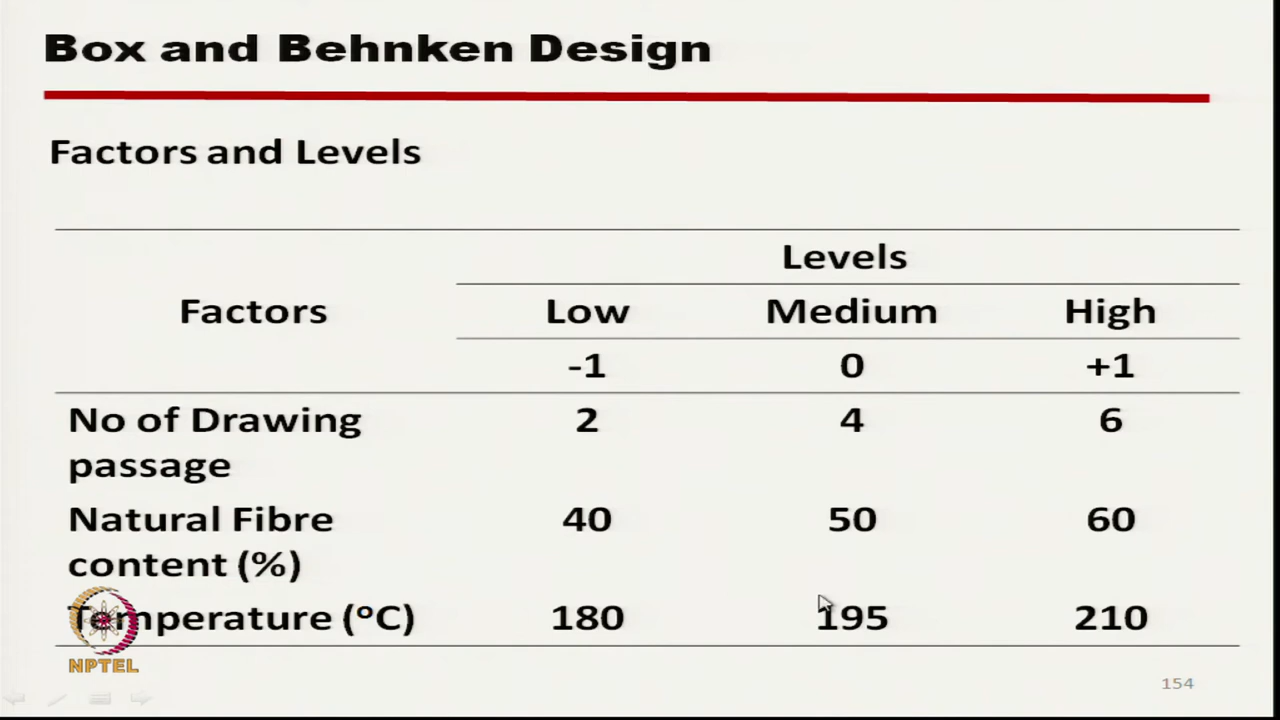 Box and Behnken Design
Factors and Levels
Levels
Factors Low Medium High
-1 0 +1
No of Drawing 2 4 6
passage
Natural Fibre 40 50 60
content (%)
Temperature (°C) 180 195 210
NPTEL
154